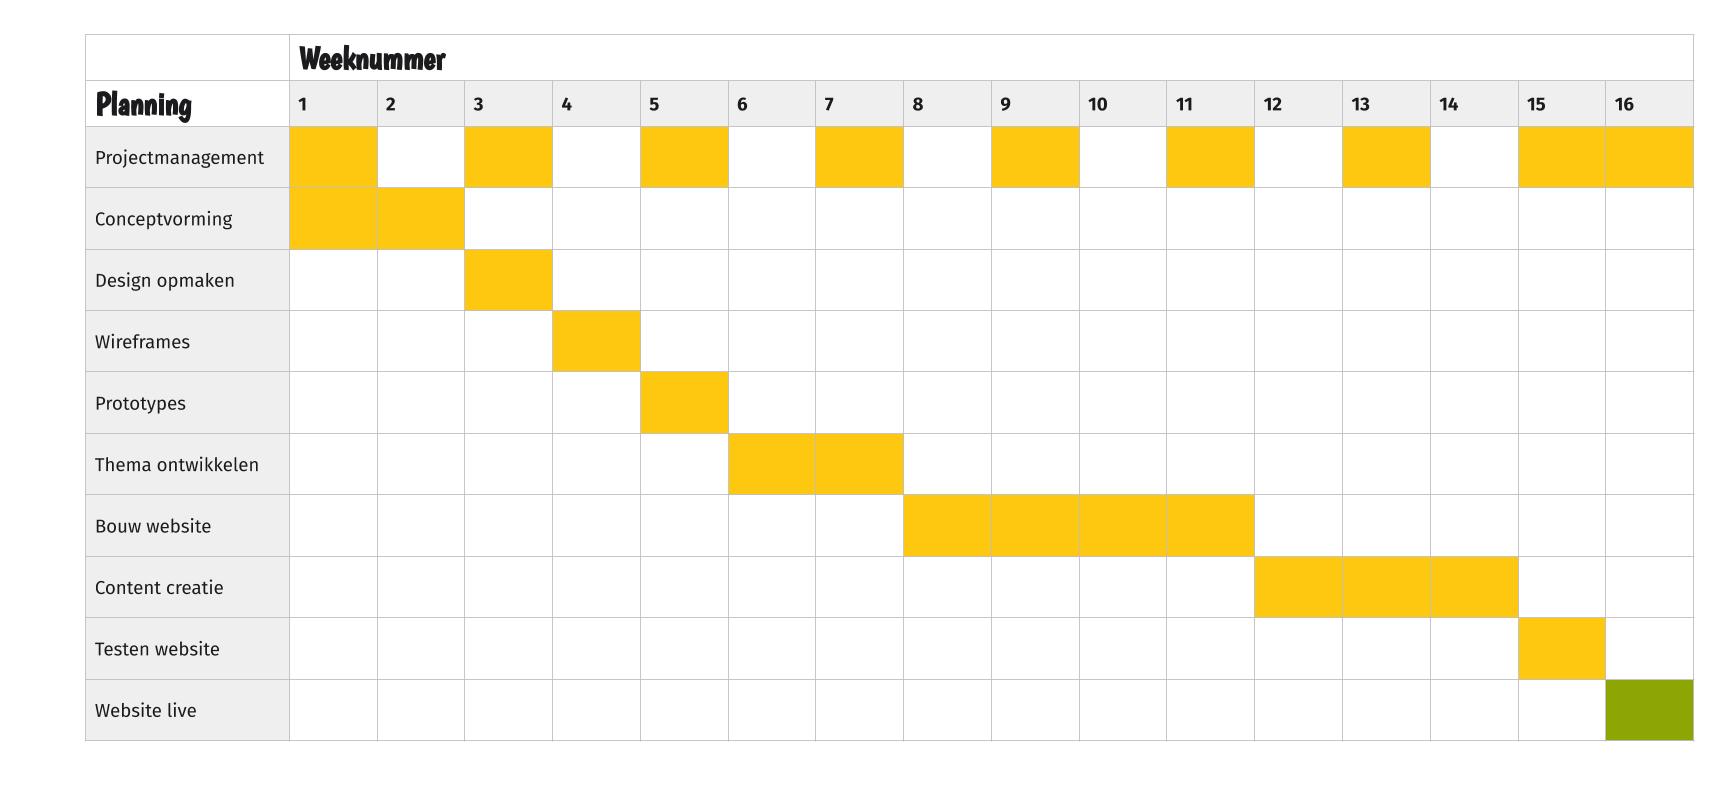 Weeknummer
Planning 1 2 3 4 5 6 7 8 9 10 11 12 13 14 15 16
Projectmanagement
Conceptvorming
Design opmaken
Wireframes
Prototypes
Thema ontwikkelen
Bouw website
Content creatie
Testen website
Website live